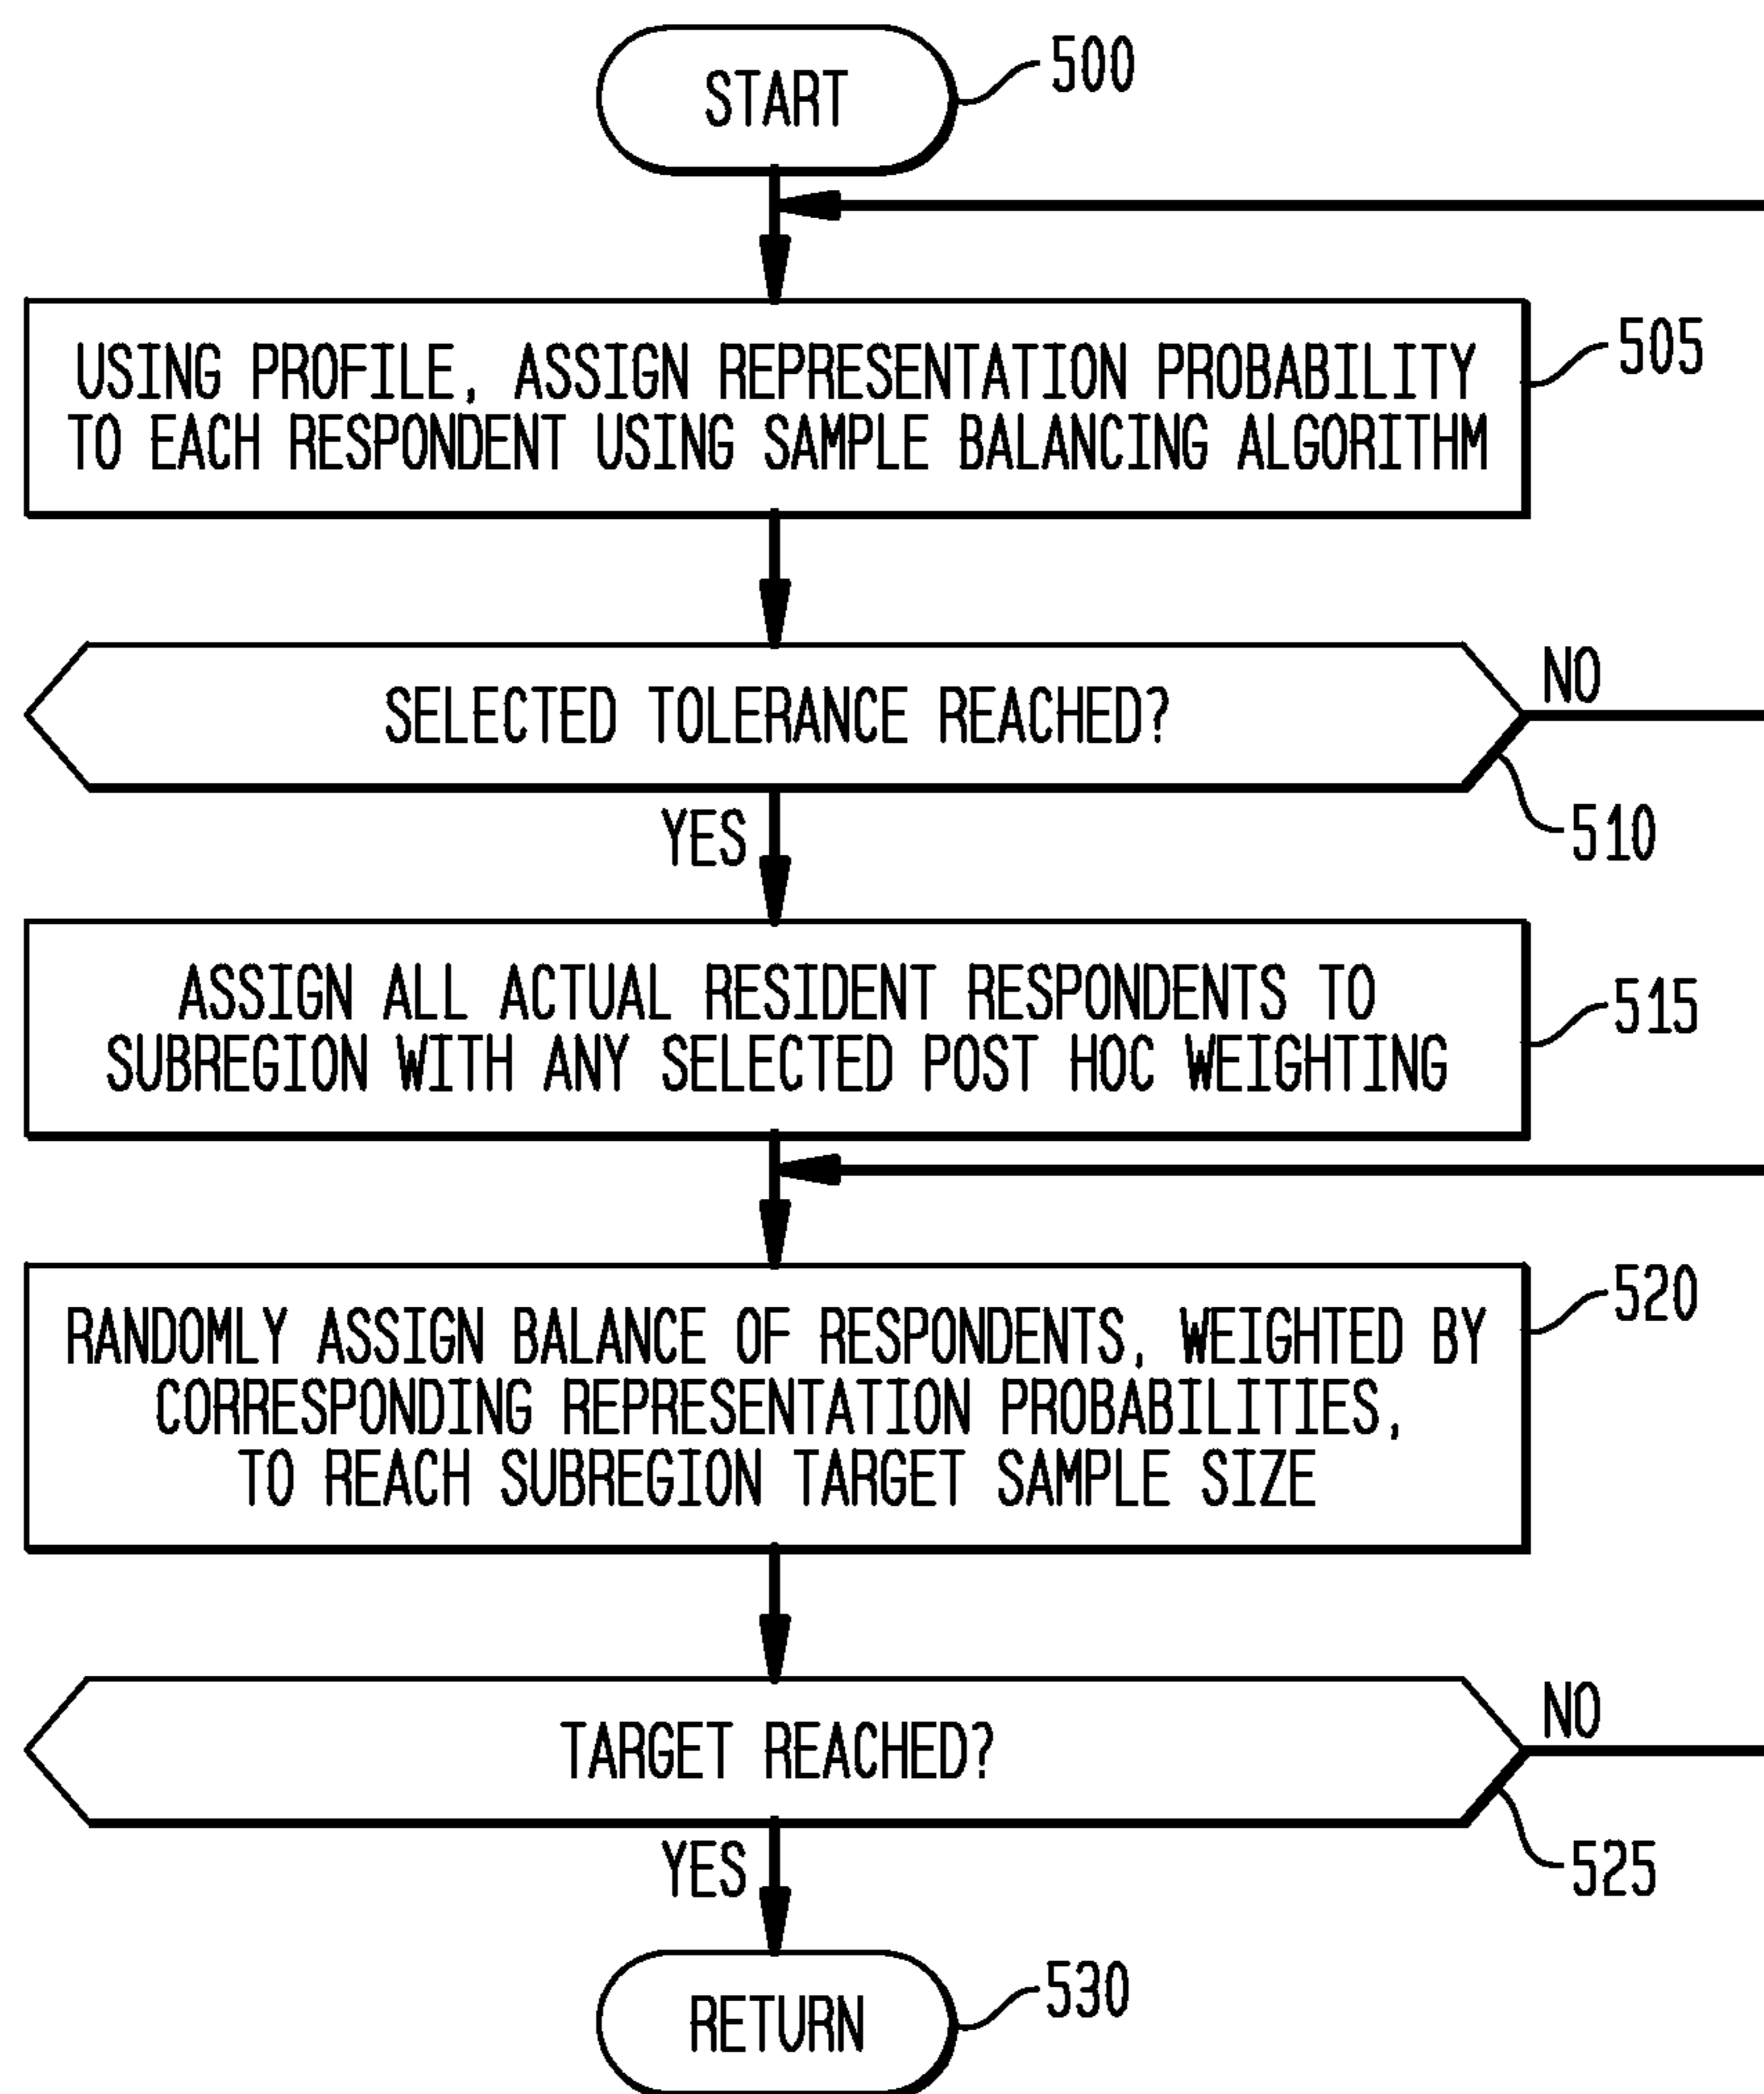 START
500
USING PROFILE, ASSIGN REPRESENTATION PROBABILITY
TO EACH RESPONDENT USING SAMPLE BALANCING ALGORITHM
505
SELECTED TOLERANCE REACHED?
NO
510
YES
ASSIGN ALL ACTUAL RESIDENT RESPONDENTS TO
SUBREGION WITH ANY SELECTED POST HOC WEIGHTING
515
RANDOMLY ASSIGN BALANCE OF RESPONDENTS, WEIGHTED BY
CORRESPONDING REPRESENTATION PROBABILITIES,
TO REACH SUBREGION TARGET SAMPLE SIZE
520
TARGET REACHED?
NO
525
YES
RETURN
530